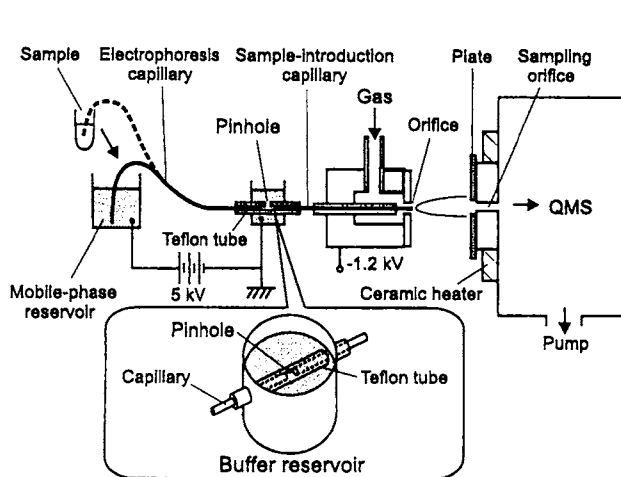 Sample
Electrophoresis
capillary
Sample-introduction
capillary
Plate
Sampling
orifice
Gas
Pinhole
Orifice
QMS
Teflon tube
-1.2 kV
5 kV
Mobile-phase
reservoir
Ceramic heater
Pump
Pinhole
Capillary
Teflon tube
Buffer reservoir